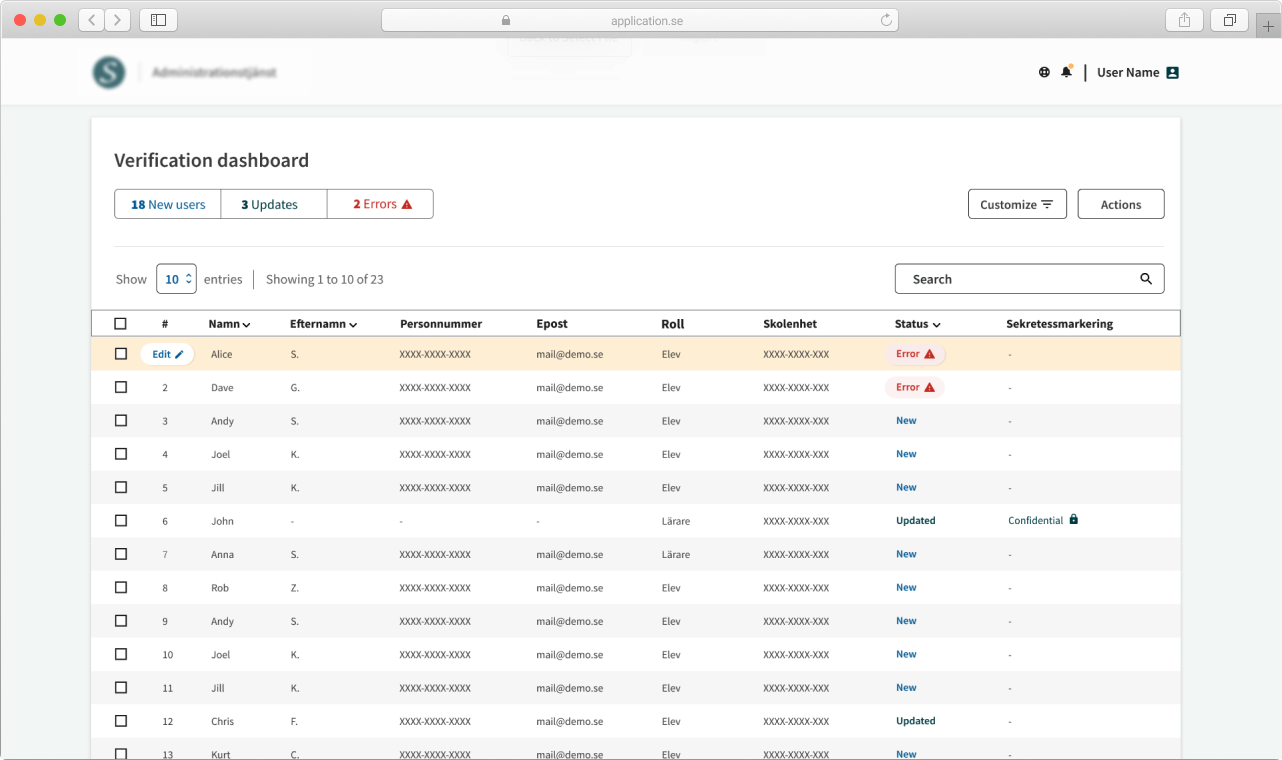 application.se
Administrationstjänst
User Name
Verification dashboard
18 New users 3 Updates 2 Errors
Customize Actions
Show 10 entries Showing 1 to 10 of 23 Search
# Namn Efternamn Personnummer Epost Roll Skolenhet Status Sekretessmarkering
Edit Alice S. XXXX-XXXX-XXXX mail@demo.se Elev XXXX-XXXX-XXX Error -
2 Dave G. XXXX-XXXX-XXXX mail@demo.se Elev XXXX-XXXX-XXX Error -
3 Andy S. XXXX-XXXX-XXXX mail@demo.se Elev XXXX-XXXX-XXX New -
4 Joel K. XXXX-XXXX-XXXX mail@demo.se Elev XXXX-XXXX-XXX New -
5 Jill K. XXXX-XXXX-XXXX mail@demo.se Elev XXXX-XXXX-XXX New -
6 John - - - Lärare XXXX-XXXX-XXX Updated Confidential
7 Anna S. XXXX-XXXX-XXXX mail@demo.se Lärare XXXX-XXXX-XXX New -
8 Rob Z. XXXX-XXXX-XXXX mail@demo.se Elev XXXX-XXXX-XXX New -
9 Andy S. XXXX-XXXX-XXXX mail@demo.se Elev XXXX-XXXX-XXX New -
10 Joel K. XXXX-XXXX-XXXX mail@demo.se Elev XXXX-XXXX-XXX New -
11 Jill K. XXXX-XXXX-XXXX mail@demo.se Elev XXXX-XXXX-XXX New -
12 Chris F. XXXX-XXXX-XXXX mail@demo.se Elev XXXX-XXXX-XXX Updated -
13 Kurt C. XXXX-XXXX-XXXX mail@demo.se Elev XXXX-XXXX-XXX New -